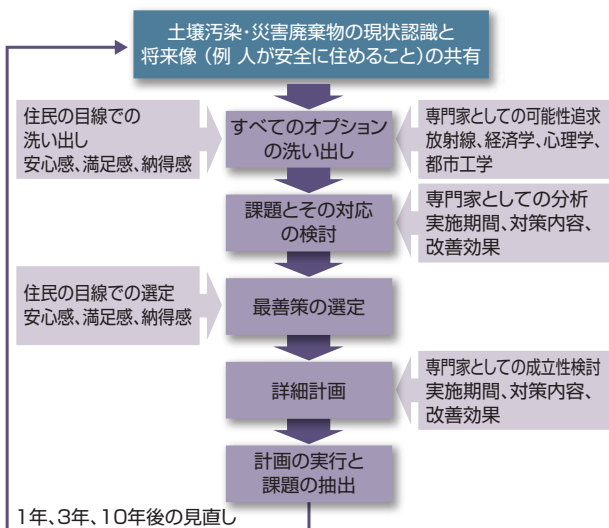 土壌汚染・災害廃棄物の現状認識と
将来像（例 人が安全に住めること）の共有
住民の目線での
洗い出し
安心感、満足感、納得感
すべてのオプション
の洗い出し
専門家としての可能性追求
放射線、経済学、心理学、
都市工学
課題とその対応
の検討
専門家としての分析
実施期間、対策内容、
改善効果
住民の目線での選定
安心感、満足感、納得感
最善策の選定
詳細計画
専門家としての成立性検討
実施期間、対策内容、
改善効果
計画の実行と
課題の抽出
1年、3年、10年後の見直し